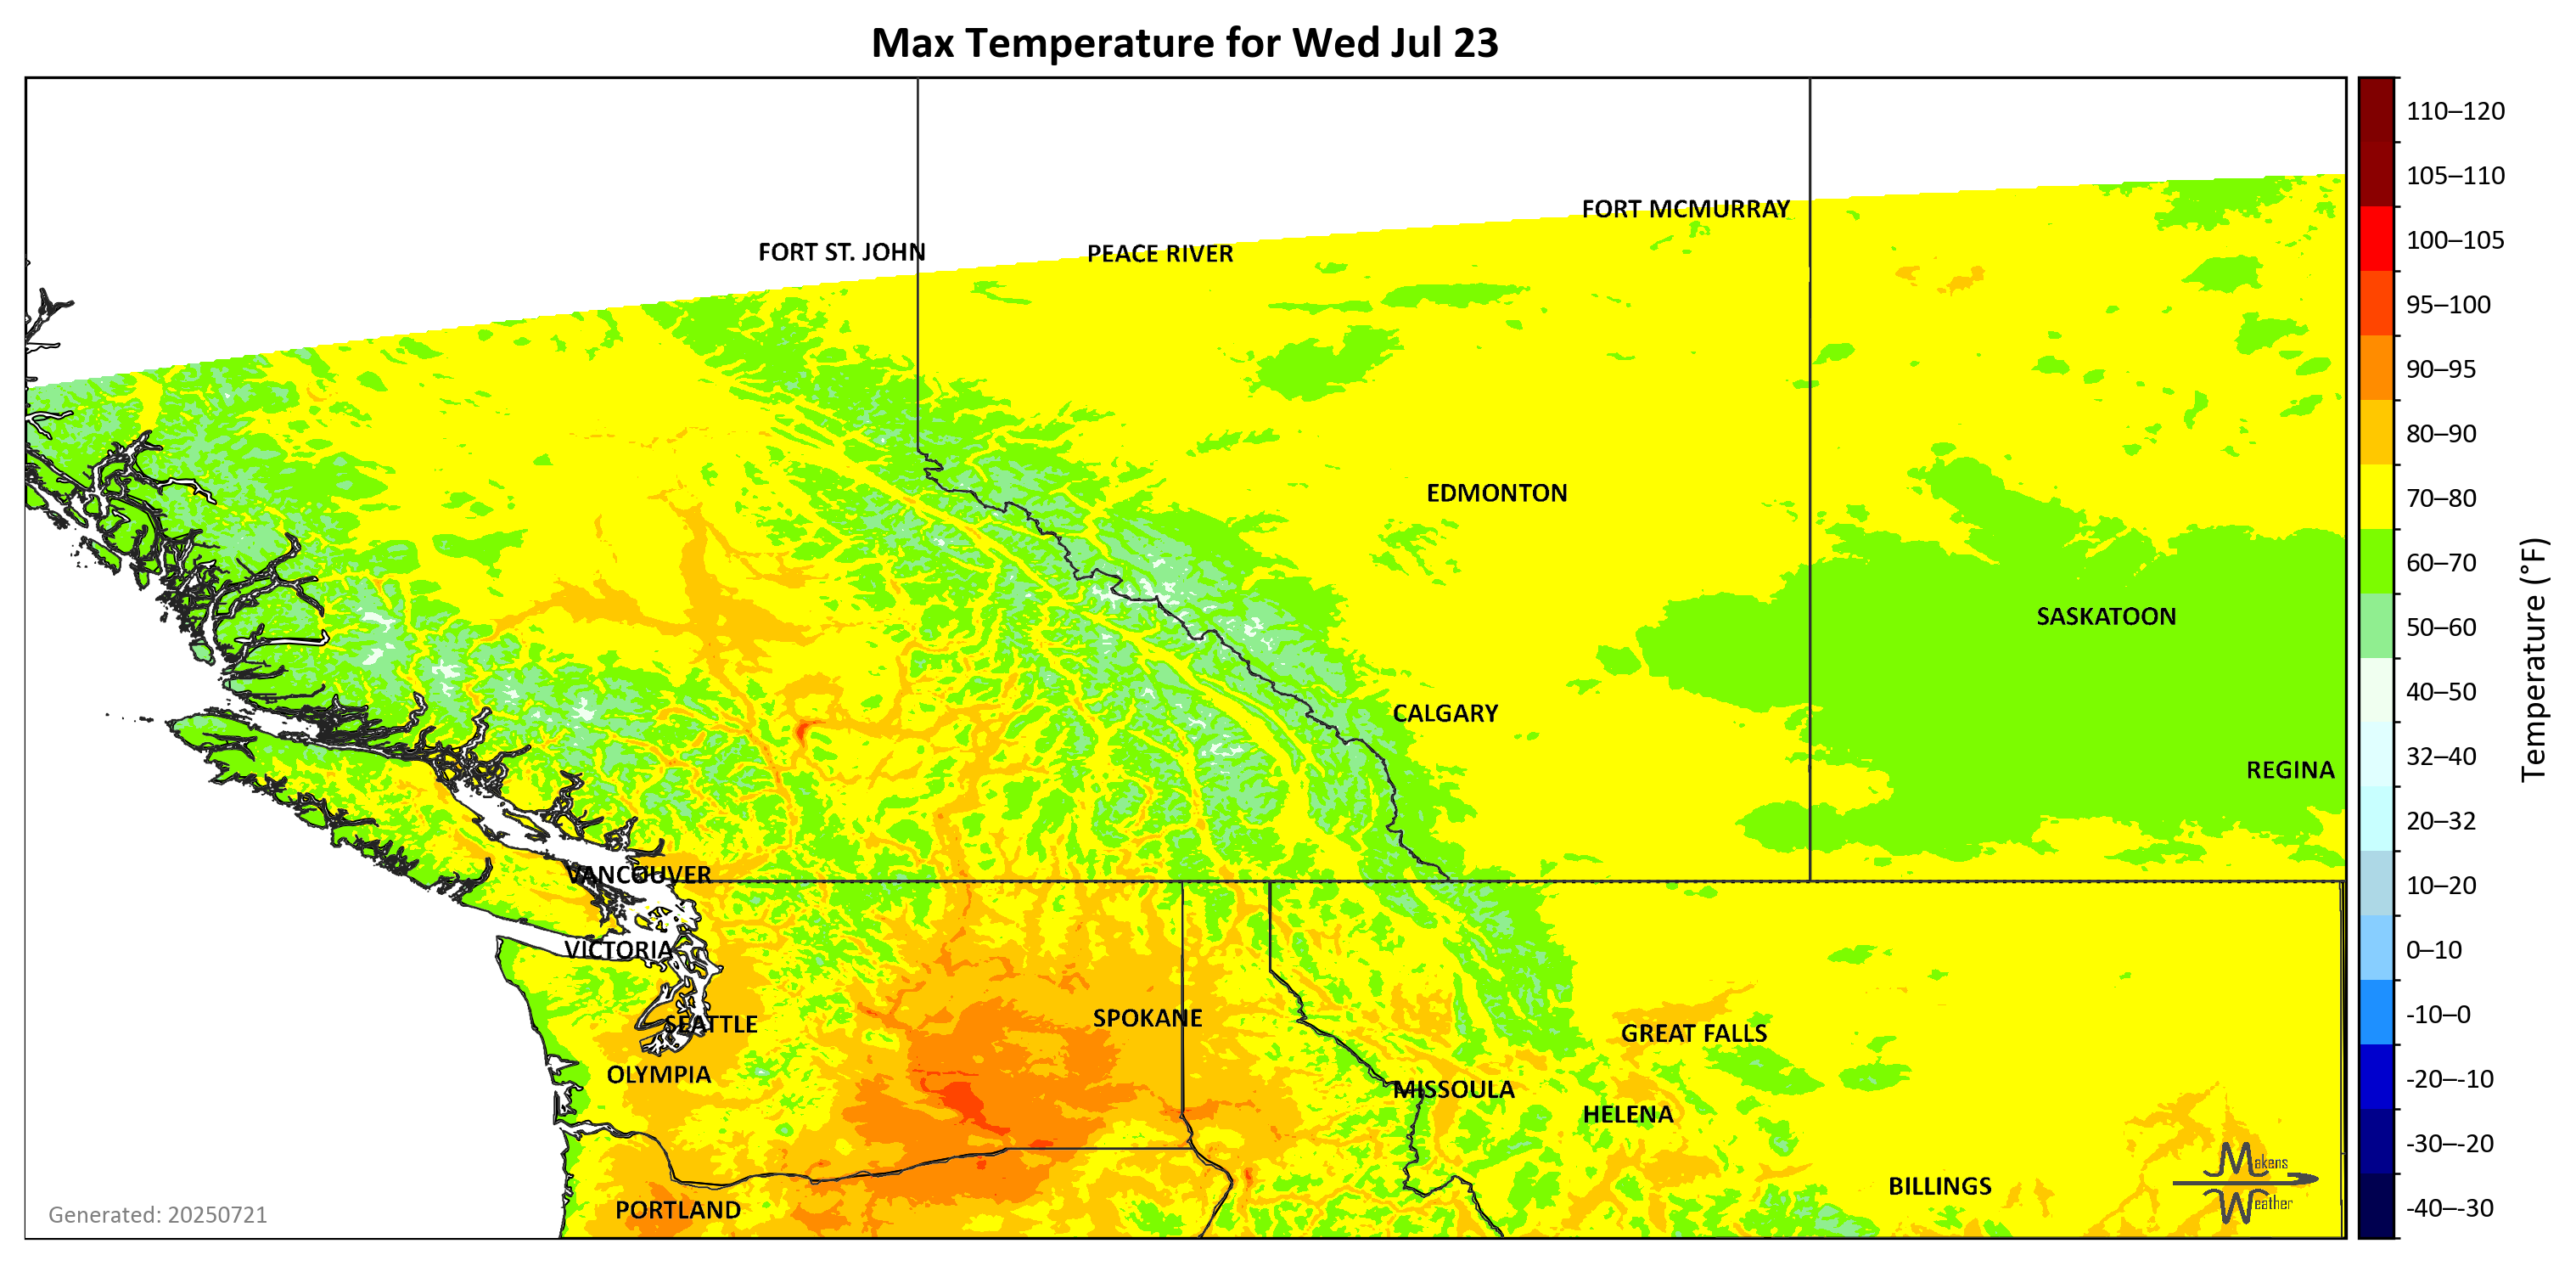 Max Temperature for Wed Jul 23
110–120
105–110
FORT MCMURRAY
100–105
FORT ST. JOHN
PEACE RIVER
95–100
90–95
80–90
EDMONTON
70–80
60–70
SASKATOON
50–60
Temperature (°F)
40–50
CALGARY
32–40
REGINA
20–32
VANCOUVER
10–20
VICTORIA
0–10
SEATTLE
SPOKANE
GREAT FALLS
-10–0
OLYMPIA
MISSOULA
-20–-10
HELENA
-30–-20
Makens
BILLINGS
Weather
PORTLAND
-40–-30
Generated: 20250721